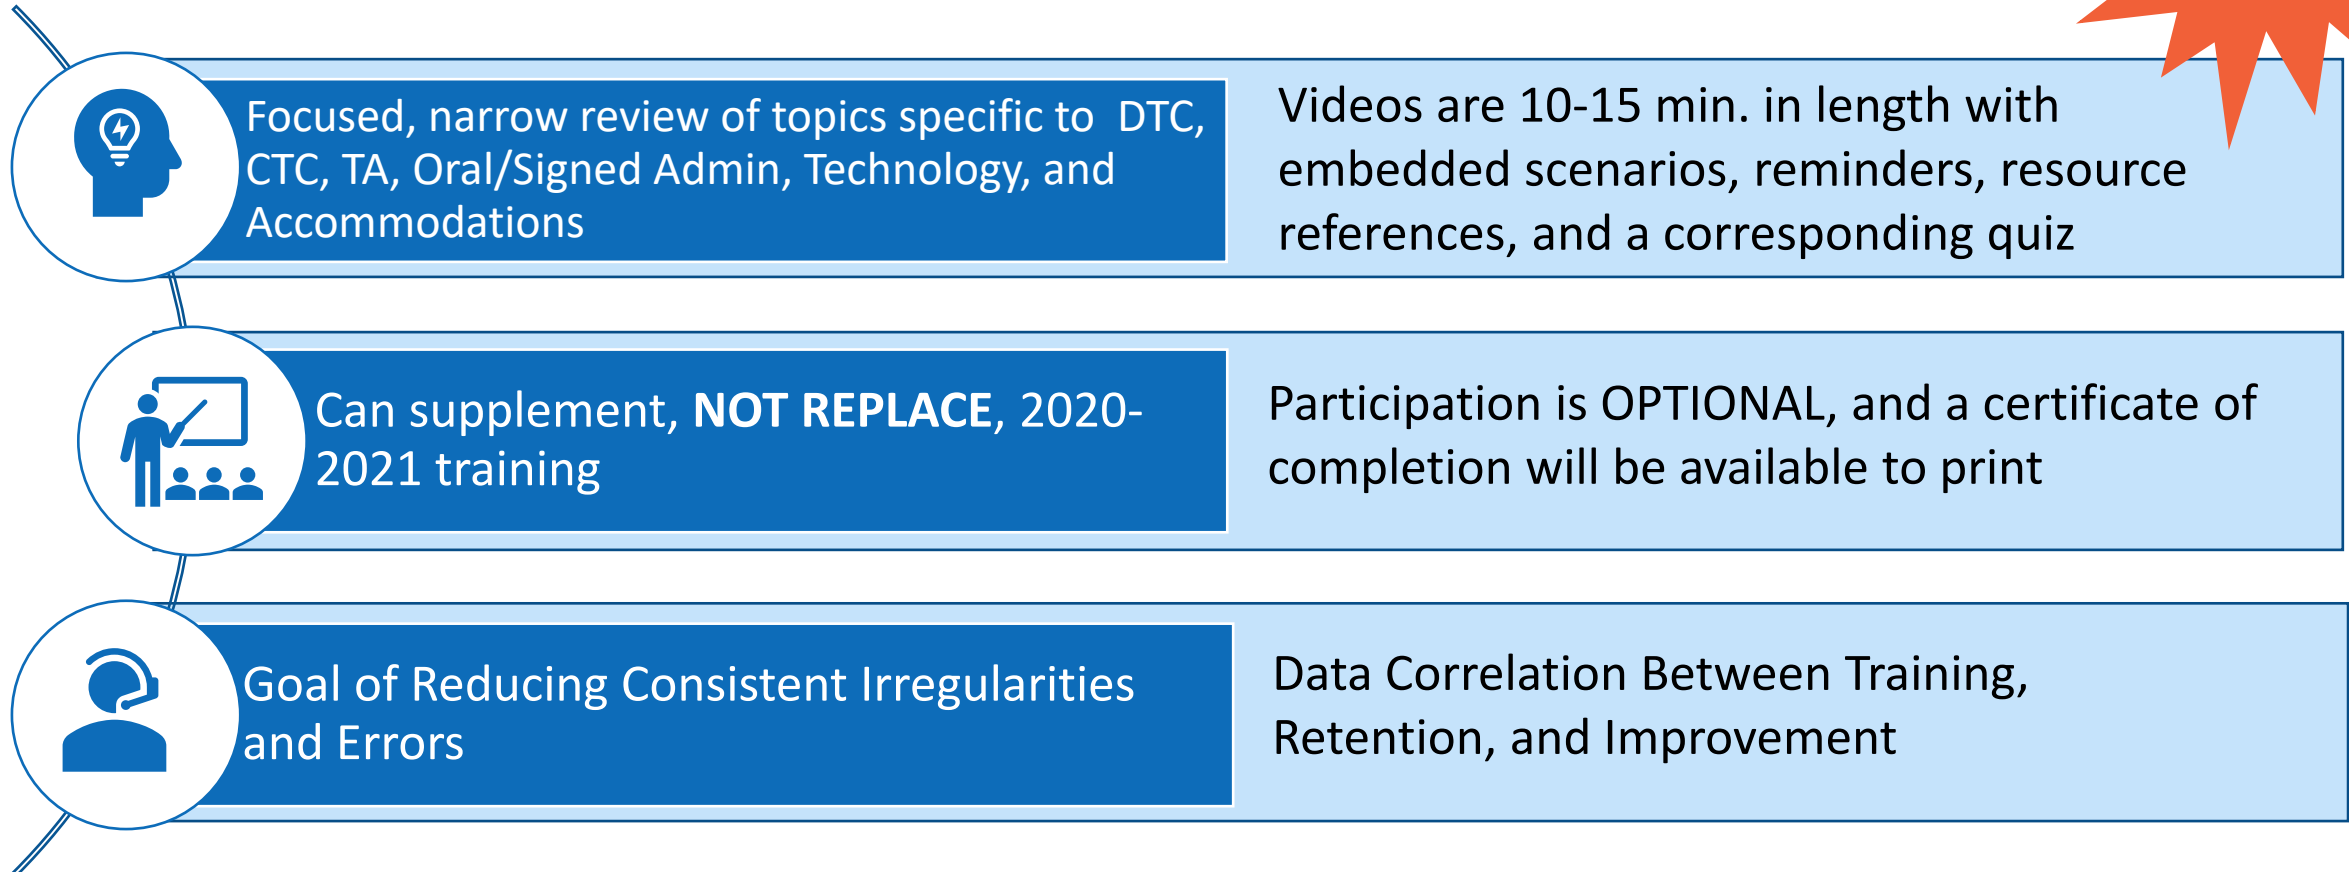 Focused, narrow review of topics specific to  DTC,
CTC, TA, Oral/Signed Admin, Technology, and
Accommodations
Videos are 10-15 min. in length with
embedded scenarios, reminders, resource
references, and a corresponding quiz
Can supplement, NOT REPLACE, 2020-
2021 training
Participation is OPTIONAL, and a certificate of
completion will be available to print
Goal of Reducing Consistent Irregularities
and Errors
Data Correlation Between Training,
Retention, and Improvement